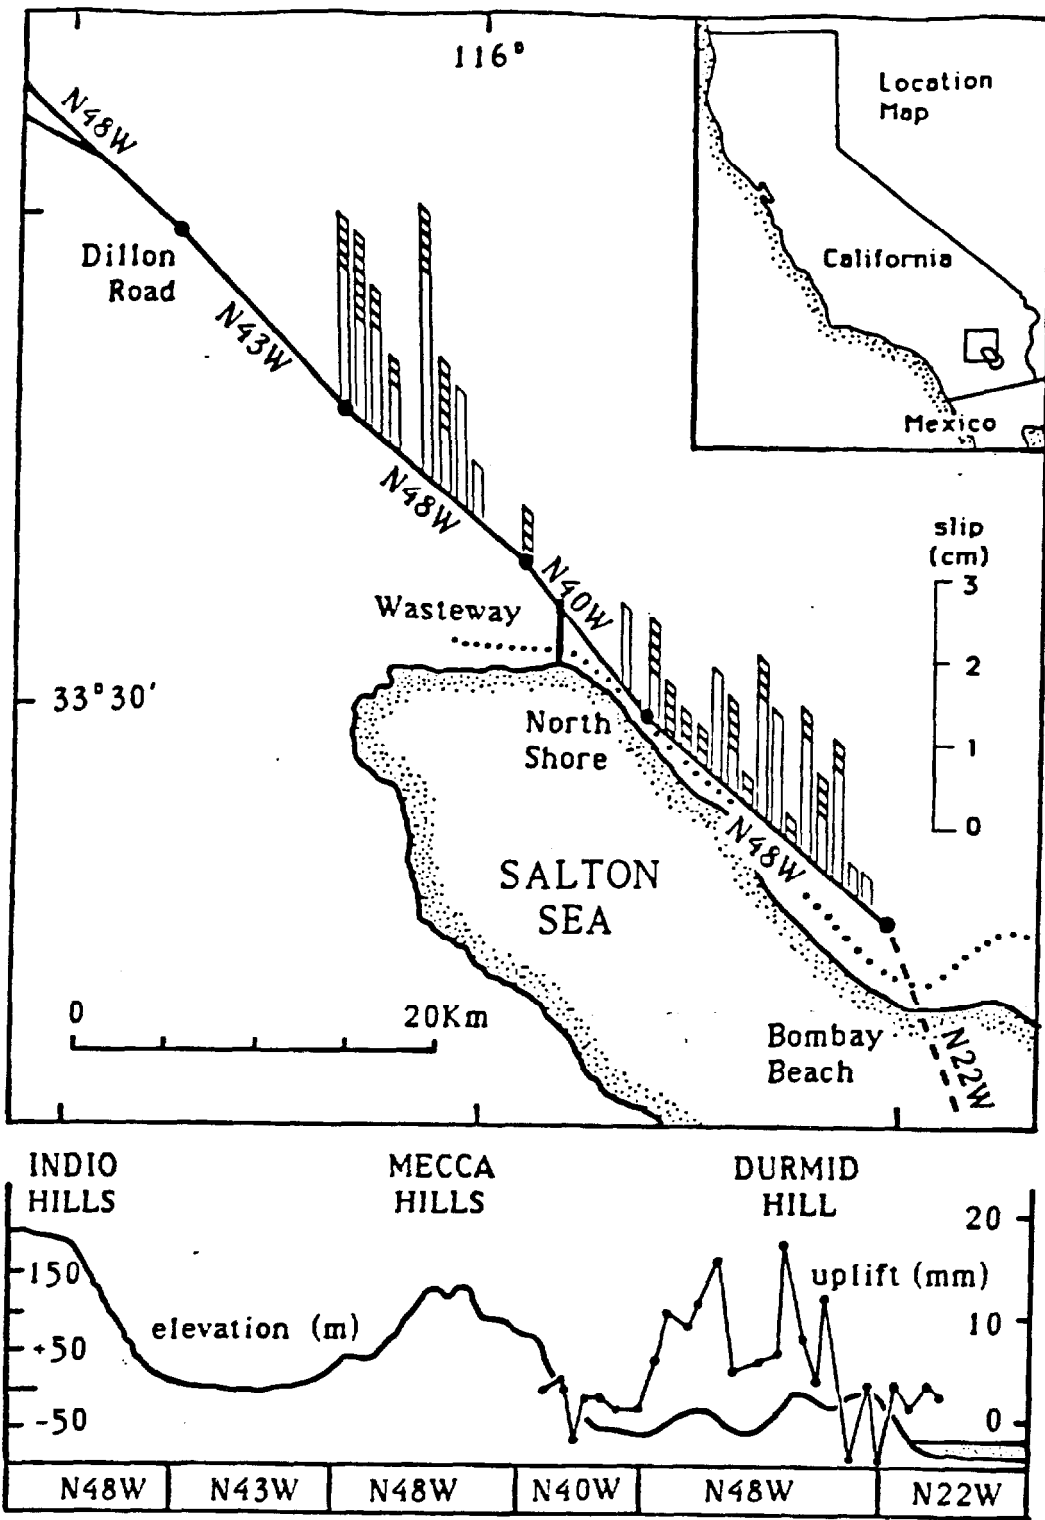 116°
Location
Map
N48W
Dillon
Road
California
N43W
Mexico
N48W
slip
(cm)
3
2
1
0
N40W
Wasteway
33°30'
North
Shore
N48W
SALTON
SEA
0
20Km
Bombay
Beach
N22W
INDIO
HILLS
MECCA
HILLS
DURMID
HILL
20
150
uplift (mm)
elevation (m)
10
+50
-50
0
N48W N43W N48W N40W N48W N22W